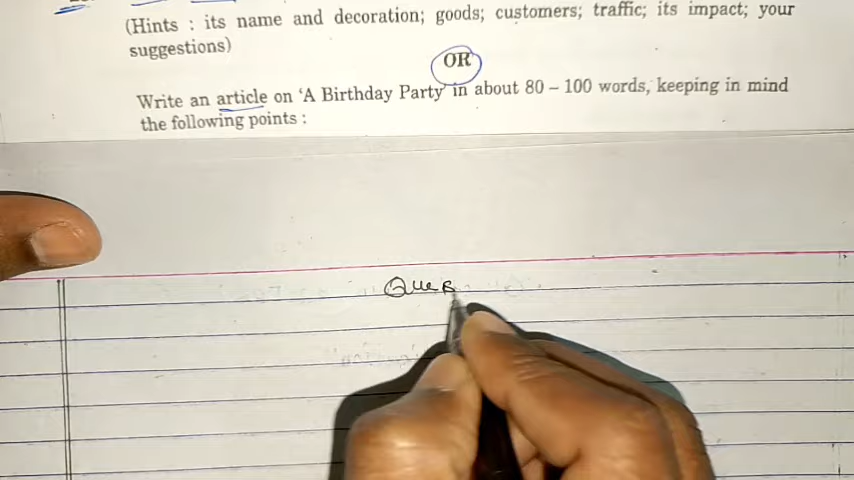 (Hints : its name and decoration; goods; customers; traffic; its impact; your
suggestions)
OR
Write an article on 'A Birthday Party' in about 80 – 100 words, keeping in mind
the following points :
Ques